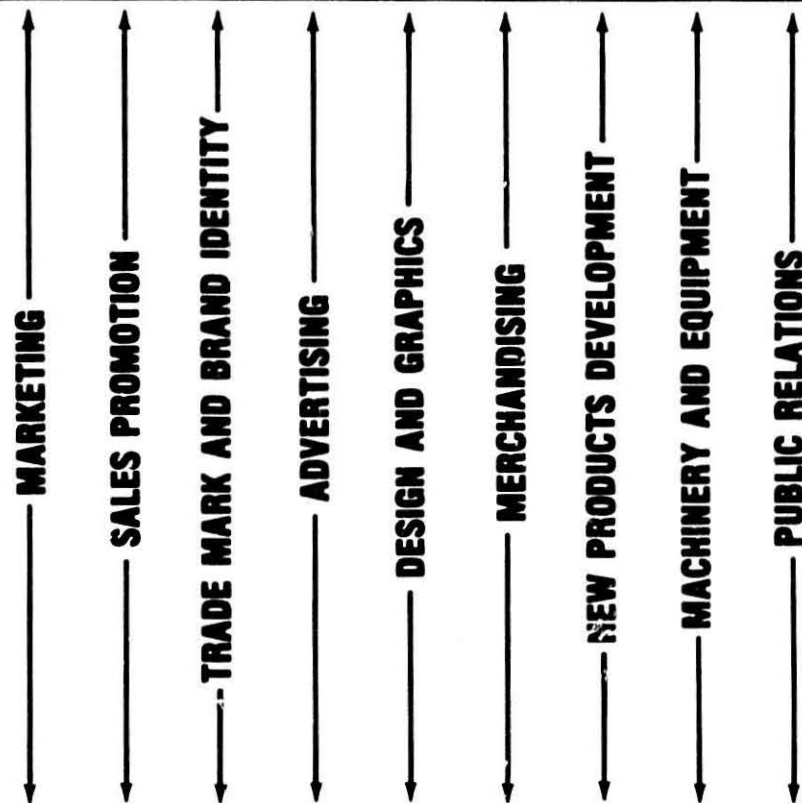 MARKETING
SALES PROMOTION
TRADE MARK AND BRAND IDENTITY
ADVERTISING
DESIGN AND GRAPHICS
MERCHANDISING
NEW PRODUCTS DEVELOPMENT
MACHINERY AND EQUIPMENT
PUBLIC RELATIONS